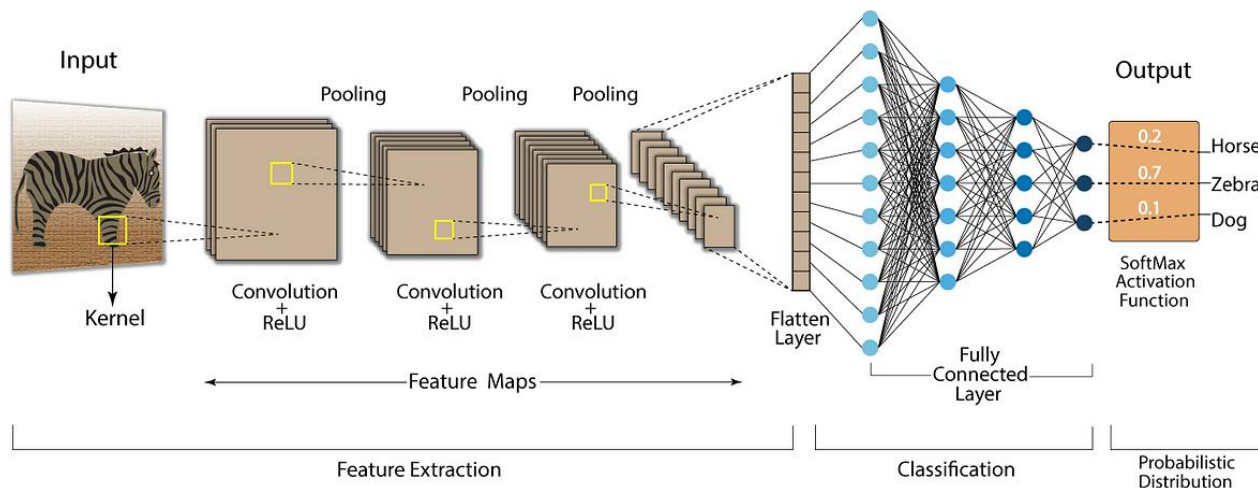 Input
Kernel
Pooling
Pooling
Pooling
Convolution
+
ReLU
Convolution
+
ReLU
Convolution
+
ReLU
Feature Maps
Flatten
Layer
Fully
Connected
Layer
Output
0.2
Horse
0.7
Zebra
0.1
Dog
SoftMax
Activation
Function
Feature Extraction
Classification
Probabilistic
Distribution